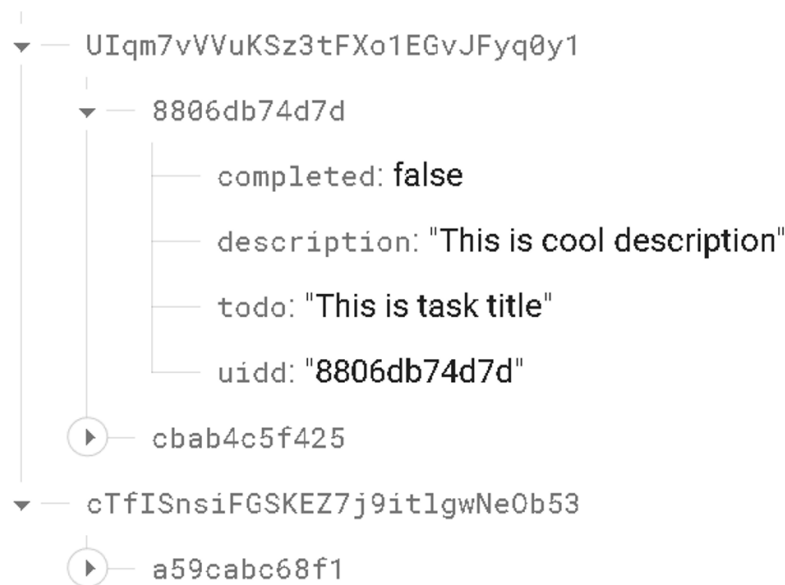 UIqm7vVVuKSz3tFXo1EGvJFyq0y1
8806db74d7d
completed: false
description: "This is cool description"
todo: "This is task title"
uidd: "8806db74d7d"
cbab4c5f425
cTfISnsiFGSKEZ7j9itlgwNeOb53
a59cabc68f1